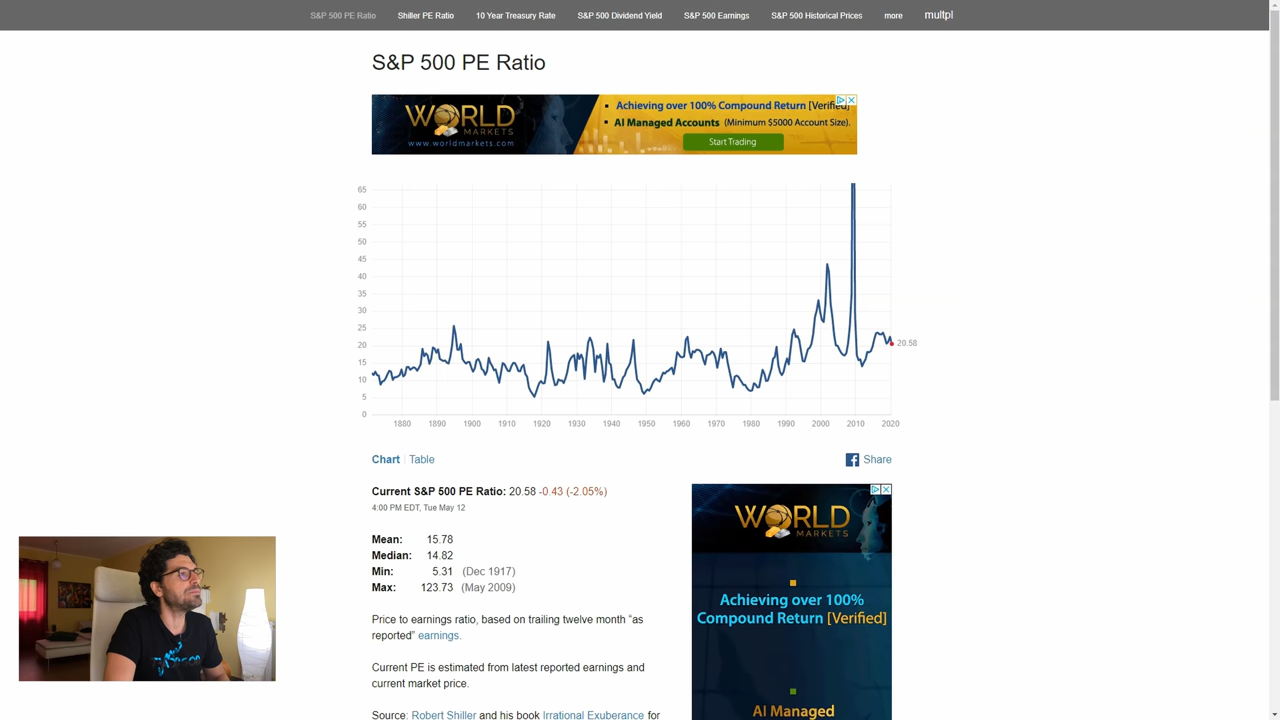 S&P 500 PE Ratio Shiller PE Ratio 10 Year Treasury Rate S&P 500 Dividend Yield S&P 500 Earnings S&P 500 Historical Prices more multpl
S&P 500 PE Ratio
WORLD
MARKETS
www.worldmarkets.com
▪ Achieving over 100% Compound Return [Verified]
▪ AI Managed Accounts (Minimum $5000 Account Size).
Start Trading
65
60
55
50
45
40
35
30
25
20
15
10
5
0
20.58
1880 1890 1900 1910 1920 1930 1940 1950 1960 1970 1980 1990 2000 2010 2020
Chart | Table
Share
Current S&P 500 PE Ratio: 20.58 -0.43 (-2.05%)
4:00 PM EDT, Tue May 12
Mean: 15.78
Median: 14.82
Min: 5.31 (Dec 1917)
Max: 123.73 (May 2009)
Price to earnings ratio, based on trailing twelve month “as
reported” earnings.
Current PE is estimated from latest reported earnings and
current market price.
Source: Robert Shiller and his book Irrational Exuberance for
WORLD
MARKETS
Achieving over 100%
Compound Return [Verified]
AI Managed